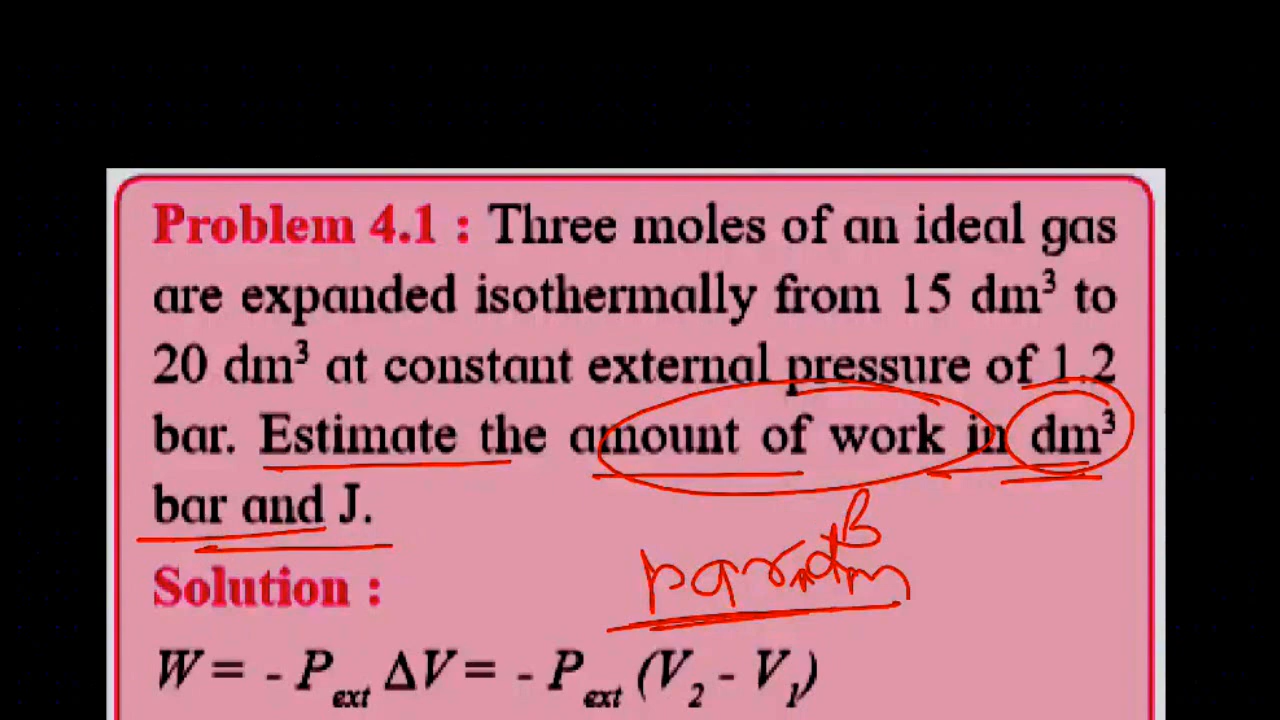 Problem 4.1 : Three moles of an ideal gas
are expanded isothermally from 15 dm³ to
20 dm³ at constant external pressure of 1.2
bar. Estimate the amount of work in dm³
bar and J.
Solution :
W = - P_ext ΔV = - P_ext (V₂ - V₁)